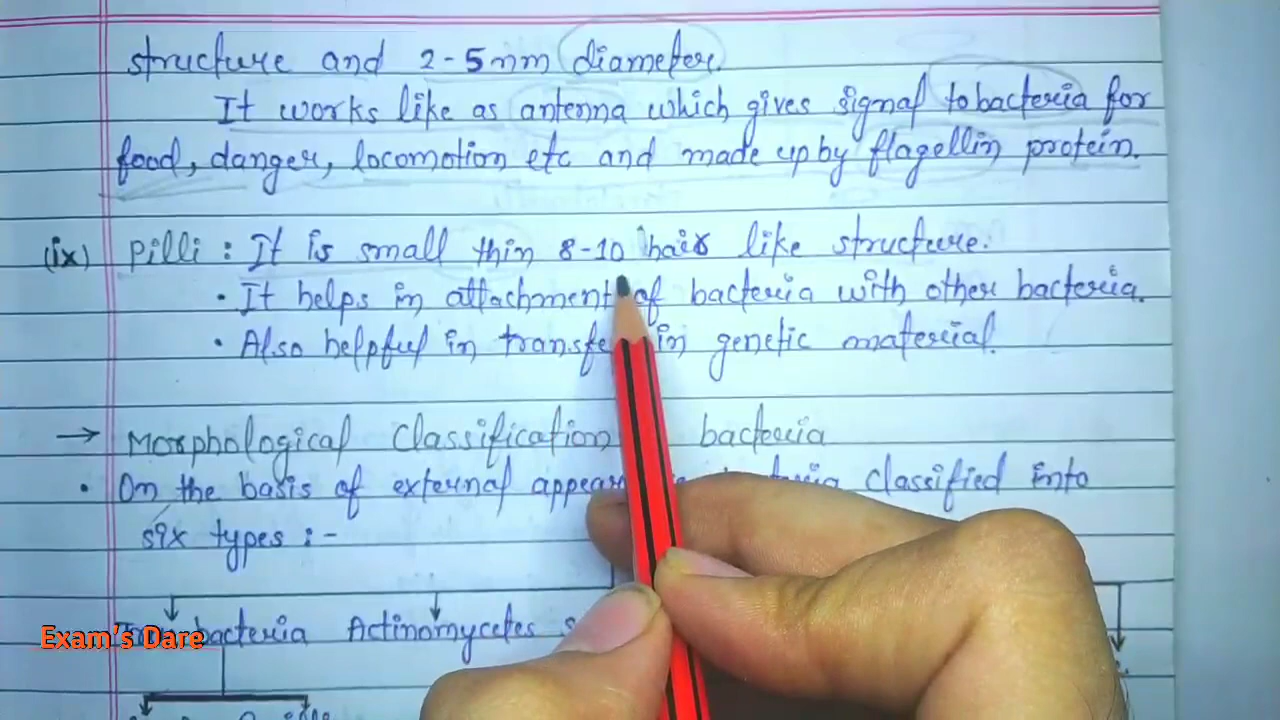 structure and 2-5nm diameter.
It works like as antenna which gives signal to bacteria for
food, danger, locomotion etc and made up by flagellin protein.
(ix) Pilli : It is small thin 8-10 hair like structure.
• It helps in attachment of bacteria with other bacteria.
• Also helpful in transfe in genetic material.
→ Morphological Classification bacteria
• On the basis of external classified into
six types :-
bacteria Actinomycetes
Exam's Dare